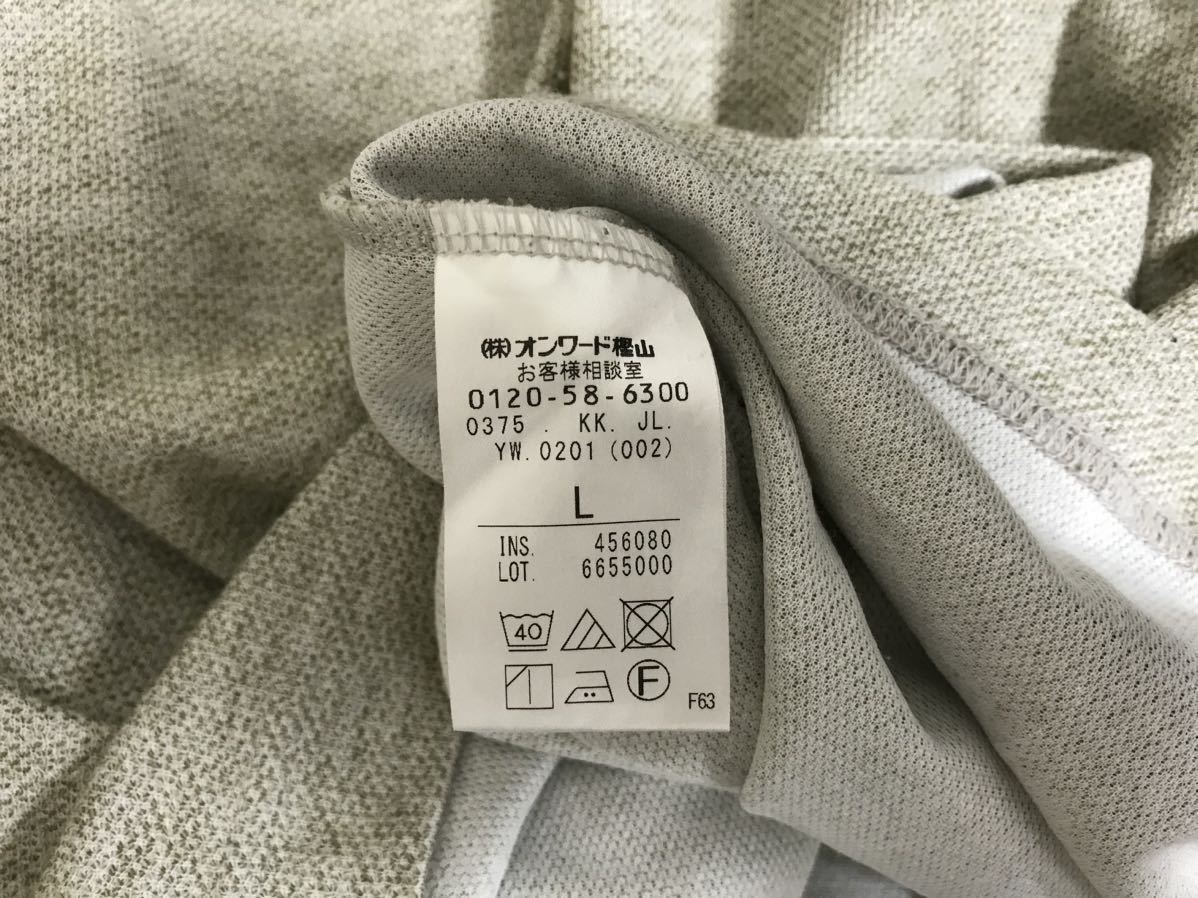 (株)オンワード樫山
お客様相談室
0120-58-6300
0375 . KK. JL.
YW. 0201 (002)
L
INS. 456080
LOT. 6655000
40
F
F63